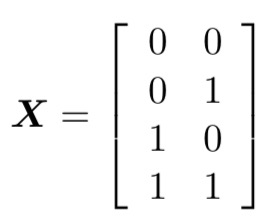 X = [ 0 0
0 1
1 0
1 1 ]